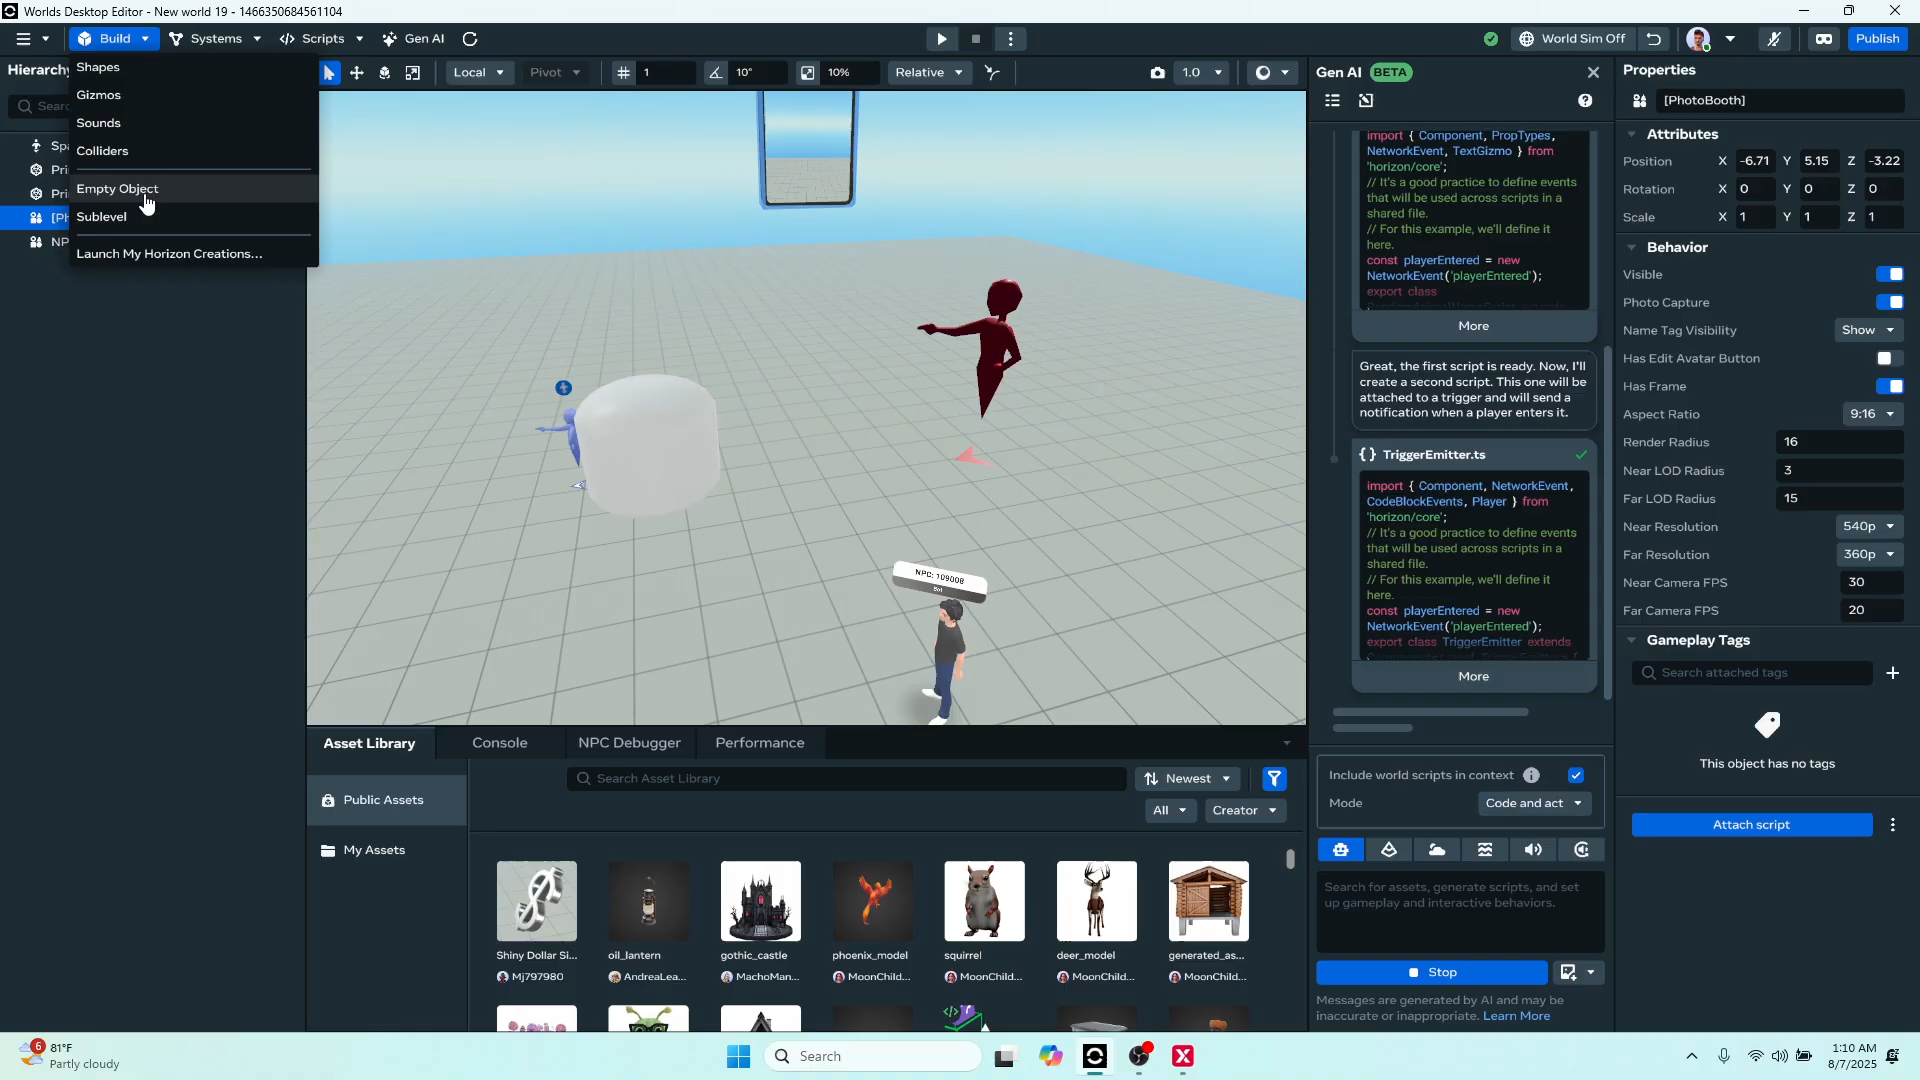 Worlds Desktop Editor - New world 19 - 1466350684561104
Build
Systems
Scripts
Gen AI
World Sim Off
Publish
Hierarchy
Shapes
Gizmos
Sounds
Colliders
Empty Object
Sublevel
Launch My Horizon Creations...
Local
Pivot
1
10°
10%
Relative
1.0
NPC: 109008
Bot
Gen AI BETA
import { Component, PropTypes,
NetworkEvent, TextGizmo } from
'horizon/core';
// It's a good practice to define events
that will be used across scripts in a
shared file.
// For this example, we'll define it
here.
const playerEntered = new
NetworkEvent('playerEntered');
export class
More
Great, the first script is ready. Now, I'll
create a second script. This one will be
attached to a trigger and will send a
notification when a player enters it.
{} TriggerEmitter.ts
import { Component, NetworkEvent,
CodeBlockEvents, Player } from
'horizon/core';
// It's a good practice to define events
that will be used across scripts in a
shared file.
// For this example, we'll define it
here.
const playerEntered = new
NetworkEvent('playerEntered');
export class TriggerEmitter extends
More
Include world scripts in context
Mode
Code and act
Search for assets, generate scripts, and set
up gameplay and interactive behaviors.
Stop
Messages are generated by AI and may be
inaccurate or inappropriate. Learn More
Properties
[PhotoBooth]
Attributes
Position X -6.71 Y 5.15 Z -3.22
Rotation X 0 Y 0 Z 0
Scale X 1 Y 1 Z 1
Behavior
Visible
Photo Capture
Name Tag Visibility Show
Has Edit Avatar Button
Has Frame
Aspect Ratio 9:16
Render Radius 16
Near LOD Radius 3
Far LOD Radius 15
Near Resolution 540p
Far Resolution 360p
Near Camera FPS 30
Far Camera FPS 20
Gameplay Tags
Search attached tags
This object has no tags
Attach script
Asset Library
Console
NPC Debugger
Performance
Public Assets
My Assets
Search Asset Library
Newest
All
Creator
Shiny Dollar Si...
Mj797980
oil_lantern
AndreaLea...
gothic_castle
MachoMan...
phoenix_model
MoonChild...
squirrel
MoonChild...
deer_model
MoonChild...
generated_as...
MoonChild...
6
81°F
Partly cloudy
Search
1:10 AM
8/7/2025